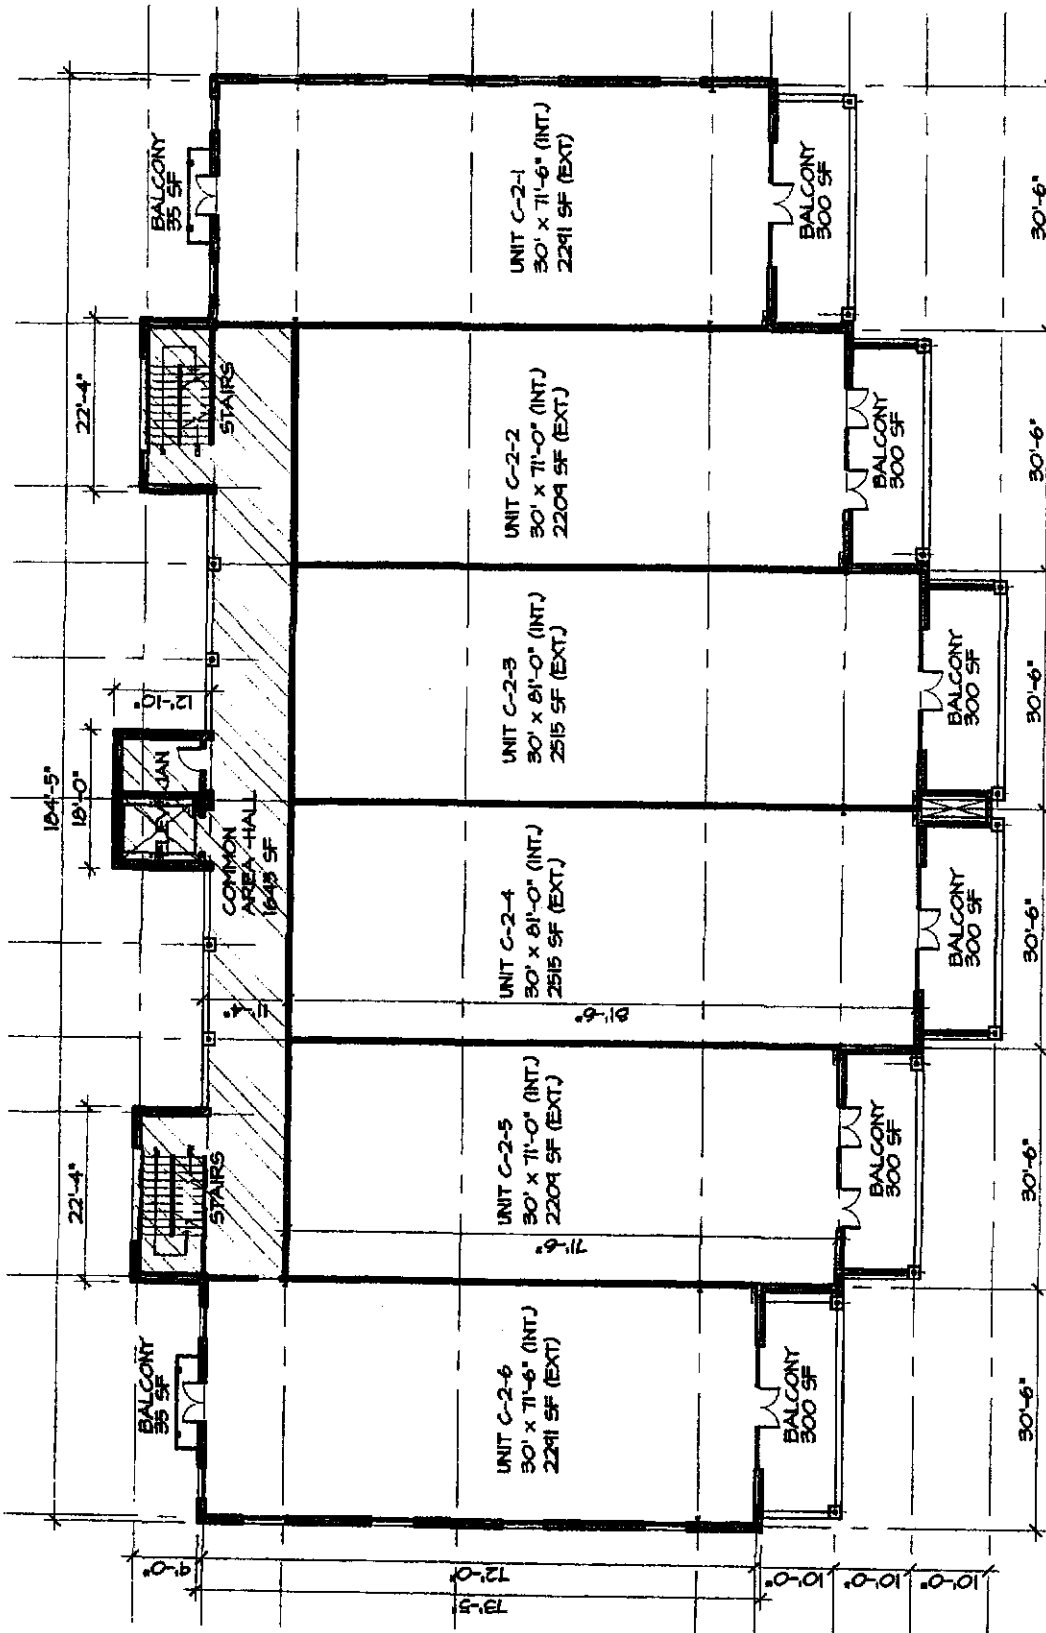 184'-5"
22'-4"
18'-0"
22'-4"
12'-10"
BALCONY
35 SF
STAIRS
ELEV
JAN
COMMON
AREA HALL
1643 SF
STAIRS
BALCONY
35 SF
11'-4"
UNIT C-2-6
30' x 71'-6" (INT.)
2291 SF (EXT)
UNIT C-2-5
30' x 71'-0" (INT.)
2209 SF (EXT.)
UNIT C-2-4
30' x 81'-0" (INT.)
2515 SF (EXT.)
UNIT C-2-3
30' x 81'-0" (INT.)
2515 SF (EXT.)
UNIT C-2-2
30' x 71'-0" (INT.)
2209 SF (EXT.)
UNIT C-2-1
30' x 71'-6" (INT.)
2291 SF (EXT)
71'-6"
81'-6"
BALCONY
300 SF
BALCONY
300 SF
BALCONY
300 SF
BALCONY
300 SF
BALCONY
300 SF
BALCONY
300 SF
30'-6"
30'-6"
30'-6"
30'-6"
30'-6"
30'-6"
9'-0"
72'-0"
73'-5"
10'-0"
10'-0"
10'-0"